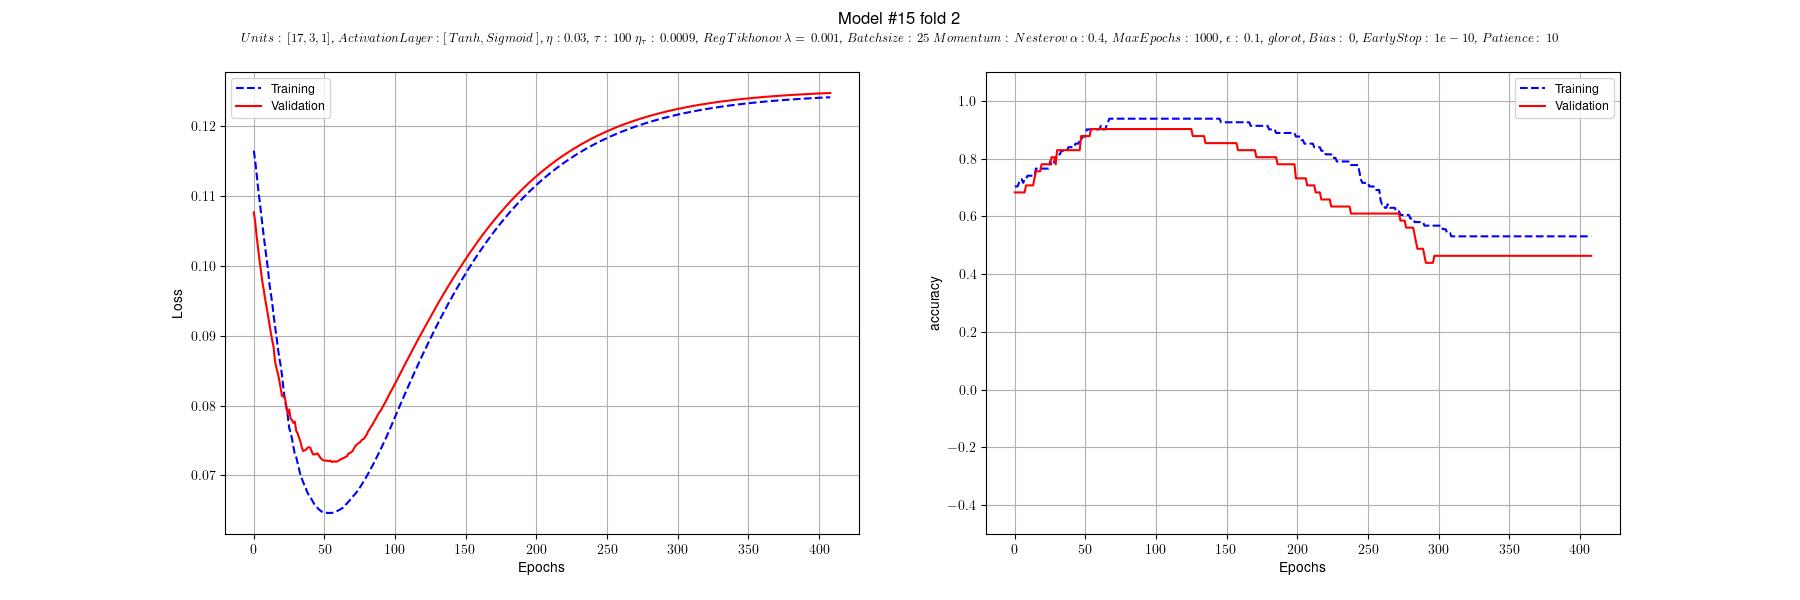 Model #15 fold 2
Units : [17, 3, 1], ActivationLayer : [ Tanh, Sigmoid ], η : 0.03, τ : 100 ητ : 0.0009, Reg Tikhonov λ = 0.001, Batchsize : 25 Momentum : Nesterov α : 0.4, MaxEpochs : 1000, ϵ : 0.1, glorot, Bias : 0, EarlyStop : 1e − 10, Patience : 10
Training
Validation
0.12
0.11
0.10
0.09
0.08
0.07
Loss
0 50 100 150 200 250 300 350 400
Epochs
Training
Validation
1.0
0.8
0.6
0.4
0.2
0.0
−0.2
−0.4
accuracy
0 50 100 150 200 250 300 350 400
Epochs